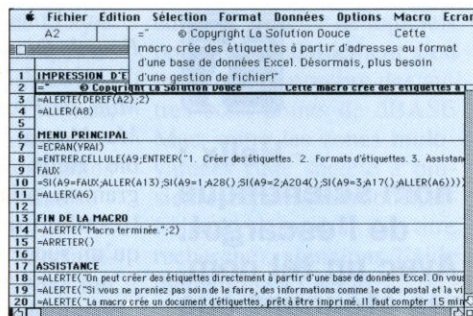 Fichier Edition Sélection Format Données Options Macro Ecran
A2 =" © Copyright La Solution Douce Cette
macro crée des étiquettes à partir d'adresses au format
d'une base de données Excel. Désormais, plus besoin
d'une gestion de fichier!"
1 IMPRESSION D'E
2 =" © Copyright La Solution Douce Cette macro crée des étiquettes à
3 =ALERTE(DEREF(A2);2)
4 =ALLER(A8)
5
6 MENU PRINCIPAL
7 =ECRAN(VRAI)
8 =ENTRER.CELLULE(A9;ENTRER("1. Créer des étiquettes. 2. Formats d'étiquettes. 3. Assistan
9 FAUX
10 =SI(A9=FAUX;ALLER(A13);SI(A9=1;A28();SI(A9=2;A204();SI(A9=3;A17();ALLER(A6)))))
11 =ALLER(A6)
12
13 FIN DE LA MACRO
14 =ALERTE("Macro terminée.";2)
15 =ARRETER()
16
17 ASSISTANCE
18 =ALERTE("On peut créer des étiquettes directement à partir d'une base de données Excel. On vous
19 =ALERTE("Si vous ne preniez pas soin de le faire, des informations comme le code postal et la vi
20 =ALERTE("La macro crée un document d'étiquettes, prêt à être imprimé. Il faut compter 15 min